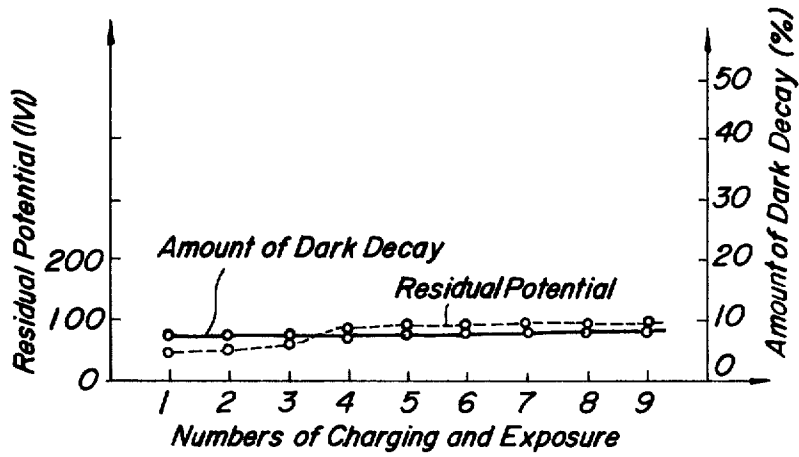 Residual Potential (|V|)
200
100
0
Amount of Dark Decay
Residual Potential
50
40
30
20
10
0
Amount of Dark Decay (%)
1 2 3 4 5 6 7 8 9
Numbers of Charging and Exposure